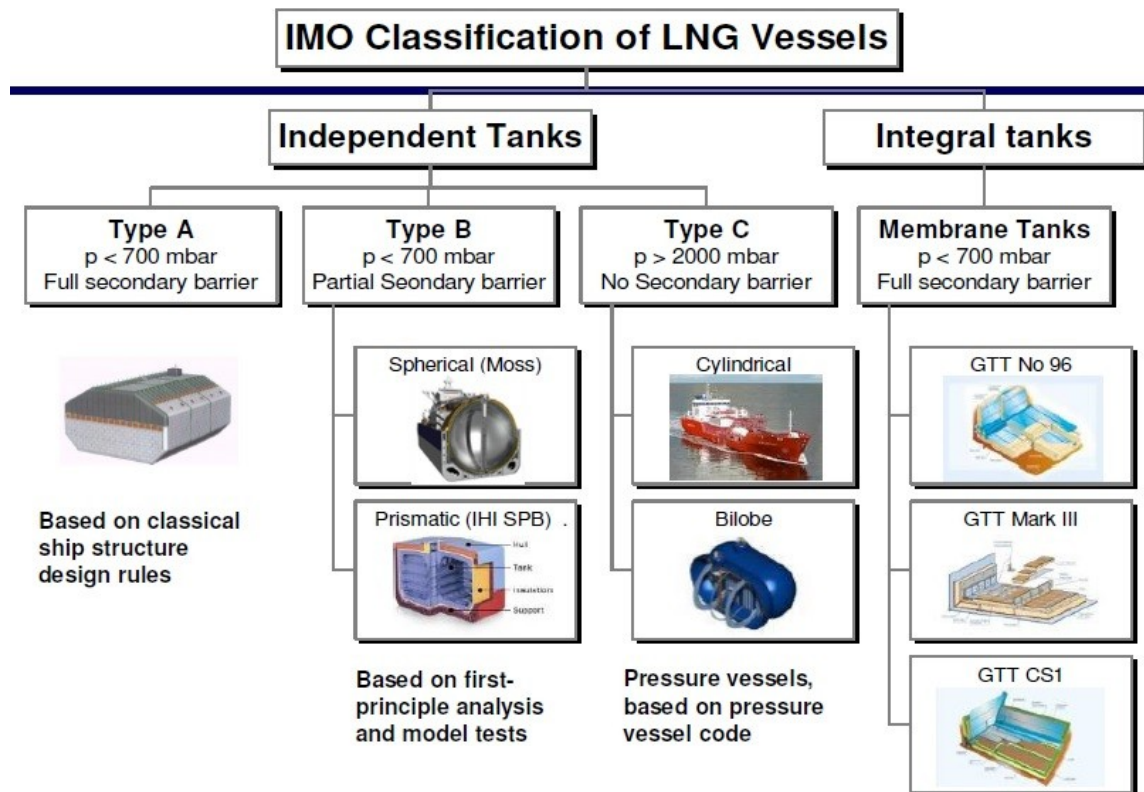 IMO Classification of LNG Vessels
Independent Tanks
Integral tanks
Type A
p < 700 mbar
Full secondary barrier
Type B
p < 700 mbar
Partial Seondary barrier
Type C
p > 2000 mbar
No Secondary barrier
Membrane Tanks
p < 700 mbar
Full secondary barrier
Spherical (Moss)
Cylindrical
GTT No 96
Based on classical
ship structure
design rules
Prismatic (IHI SPB) .
Hull
Tank
Insulation
Support
Bilobe
GTT Mark III
Based on first-
principle analysis
and model tests
Pressure vessels,
based on pressure
vessel code
GTT CS1